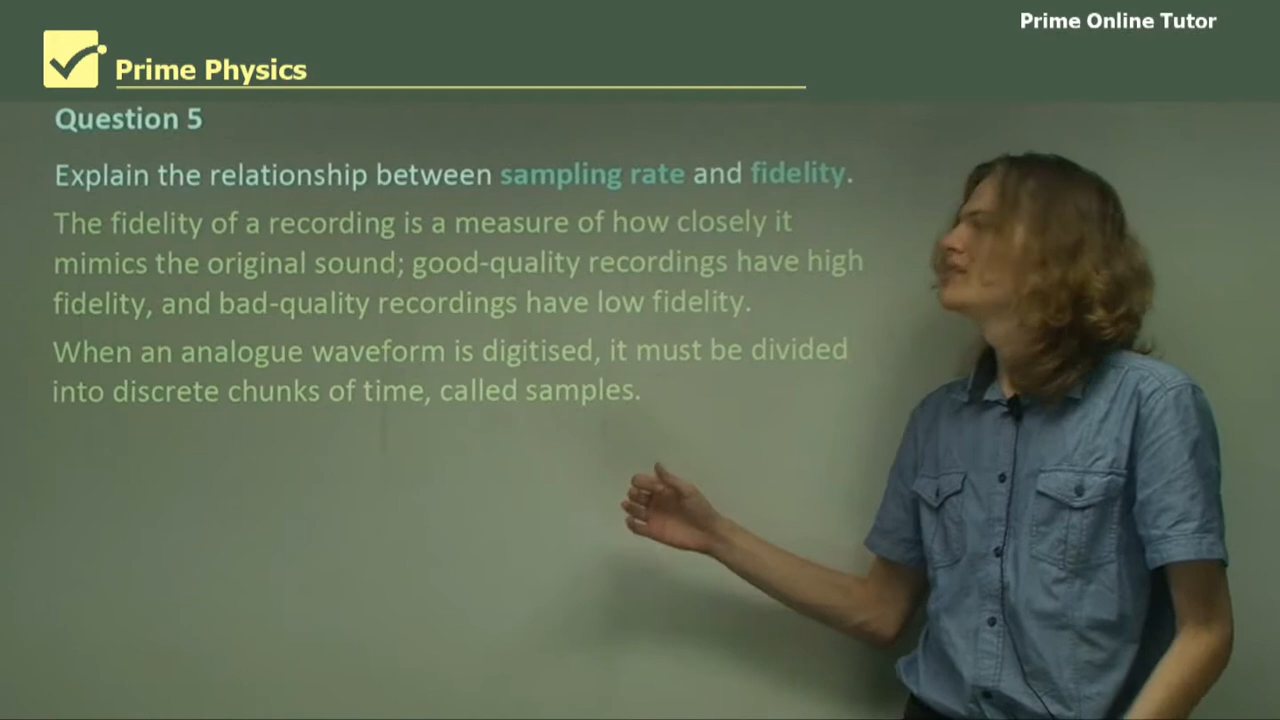 Prime Online Tutor
Prime Physics
Question 5
Explain the relationship between sampling rate and fidelity.
The fidelity of a recording is a measure of how closely it
mimics the original sound; good-quality recordings have high
fidelity, and bad-quality recordings have low fidelity.
When an analogue waveform is digitised, it must be divided
into discrete chunks of time, called samples.